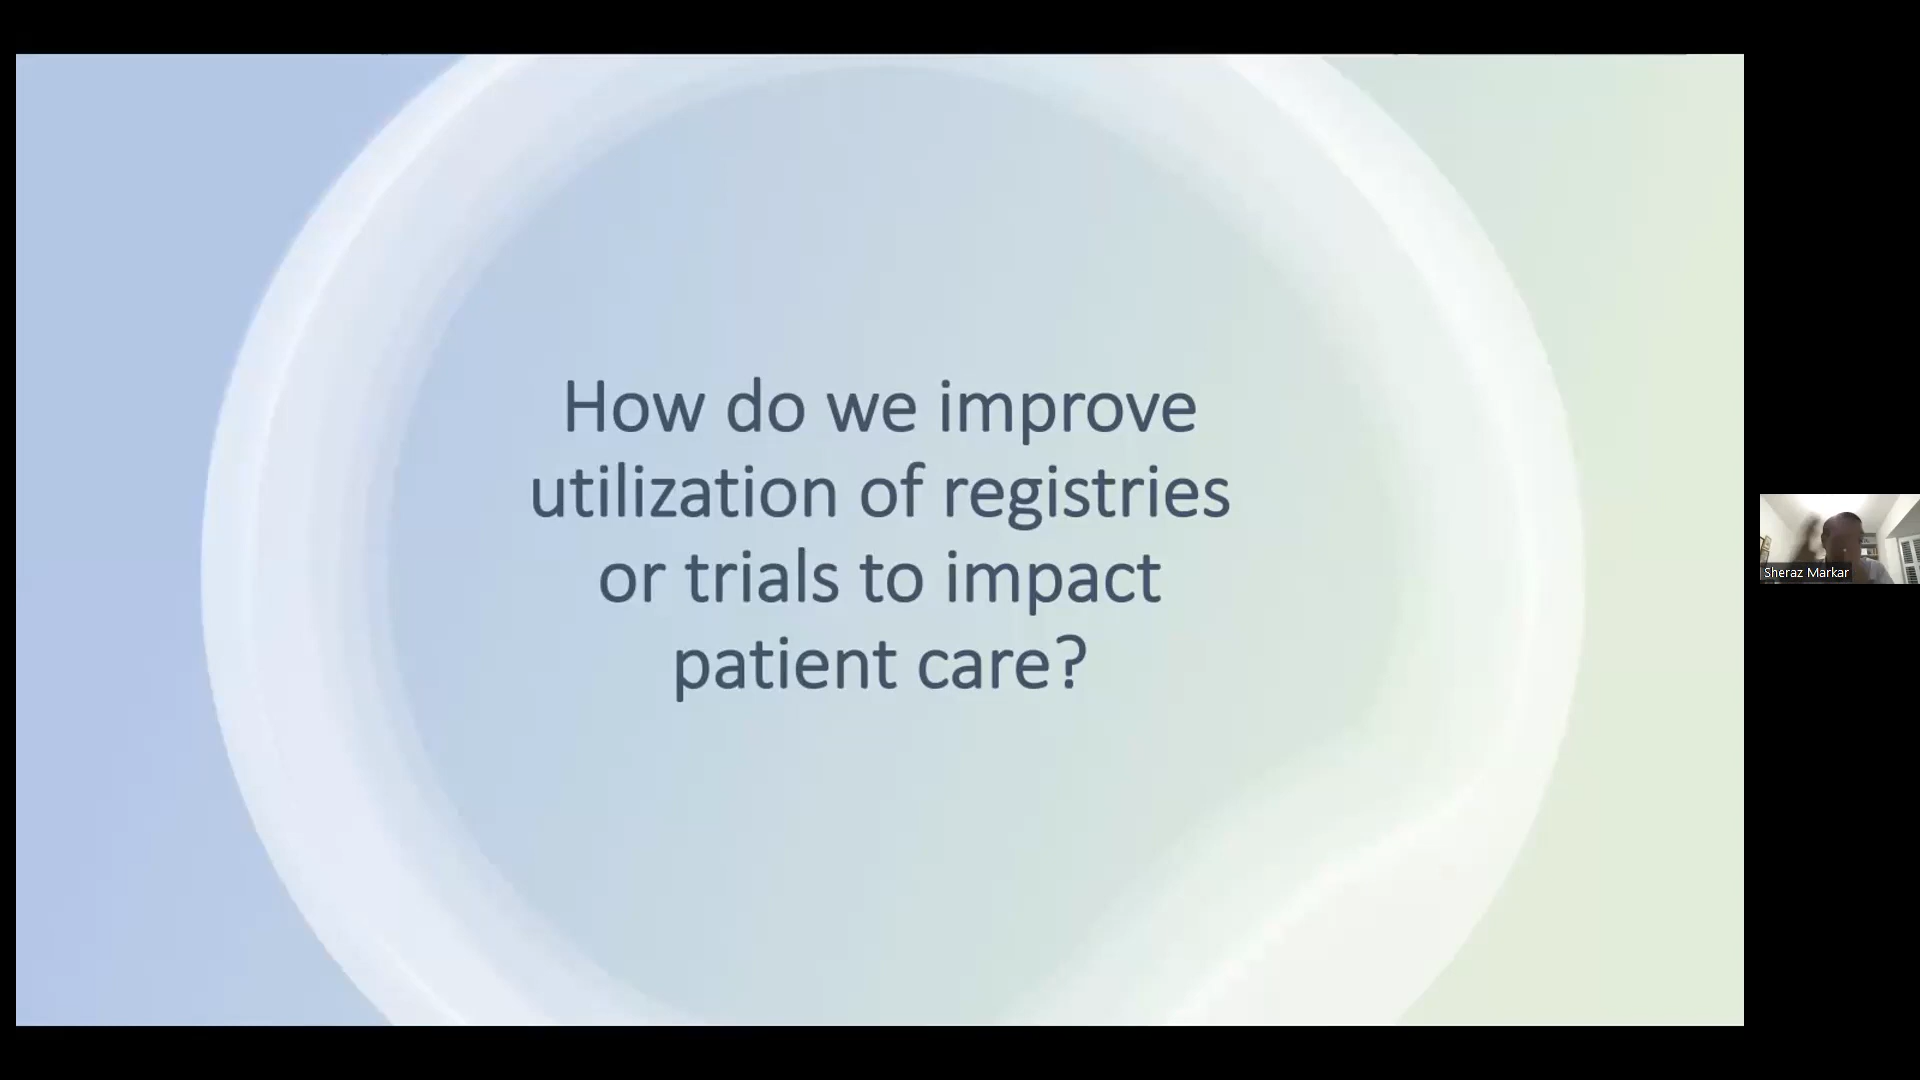 How do we improve
utilization of registries
or trials to impact
patient care?
Sheraz Markar